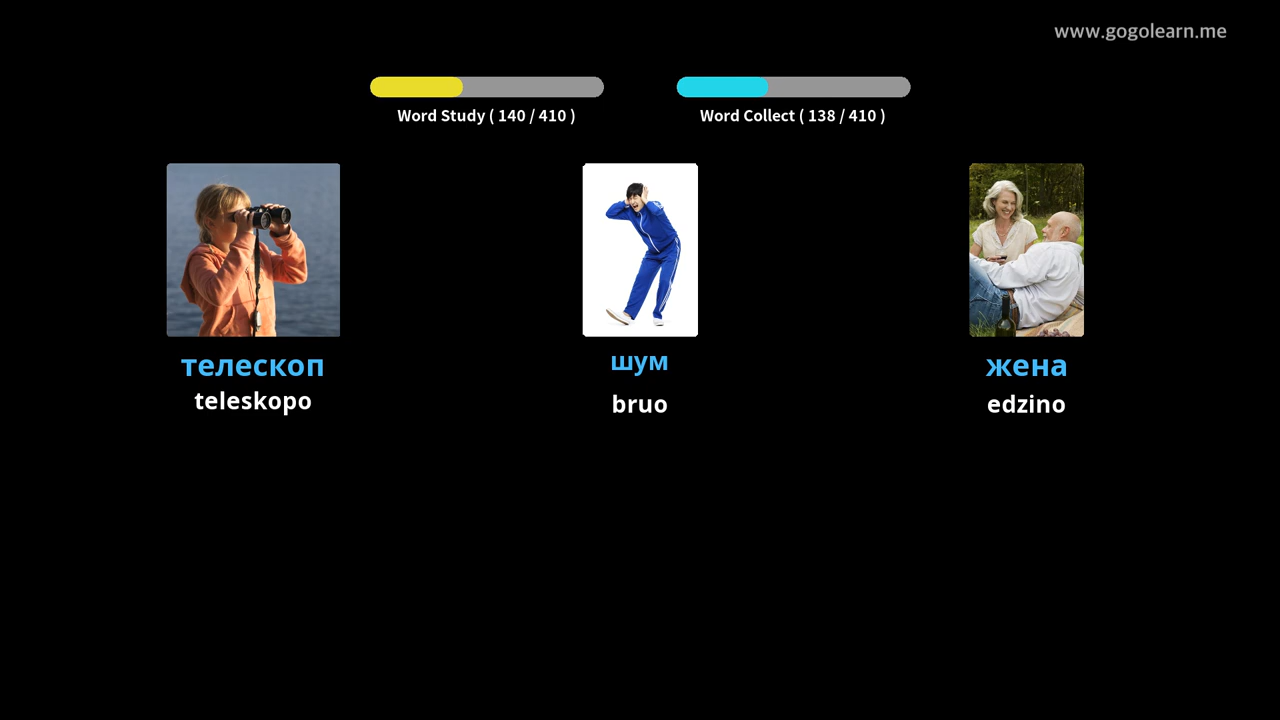 www.gogolearn.me
Word Study ( 140 / 410 )
Word Collect ( 138 / 410 )
телескоп
teleskopo
шум
bruo
жена
edzino